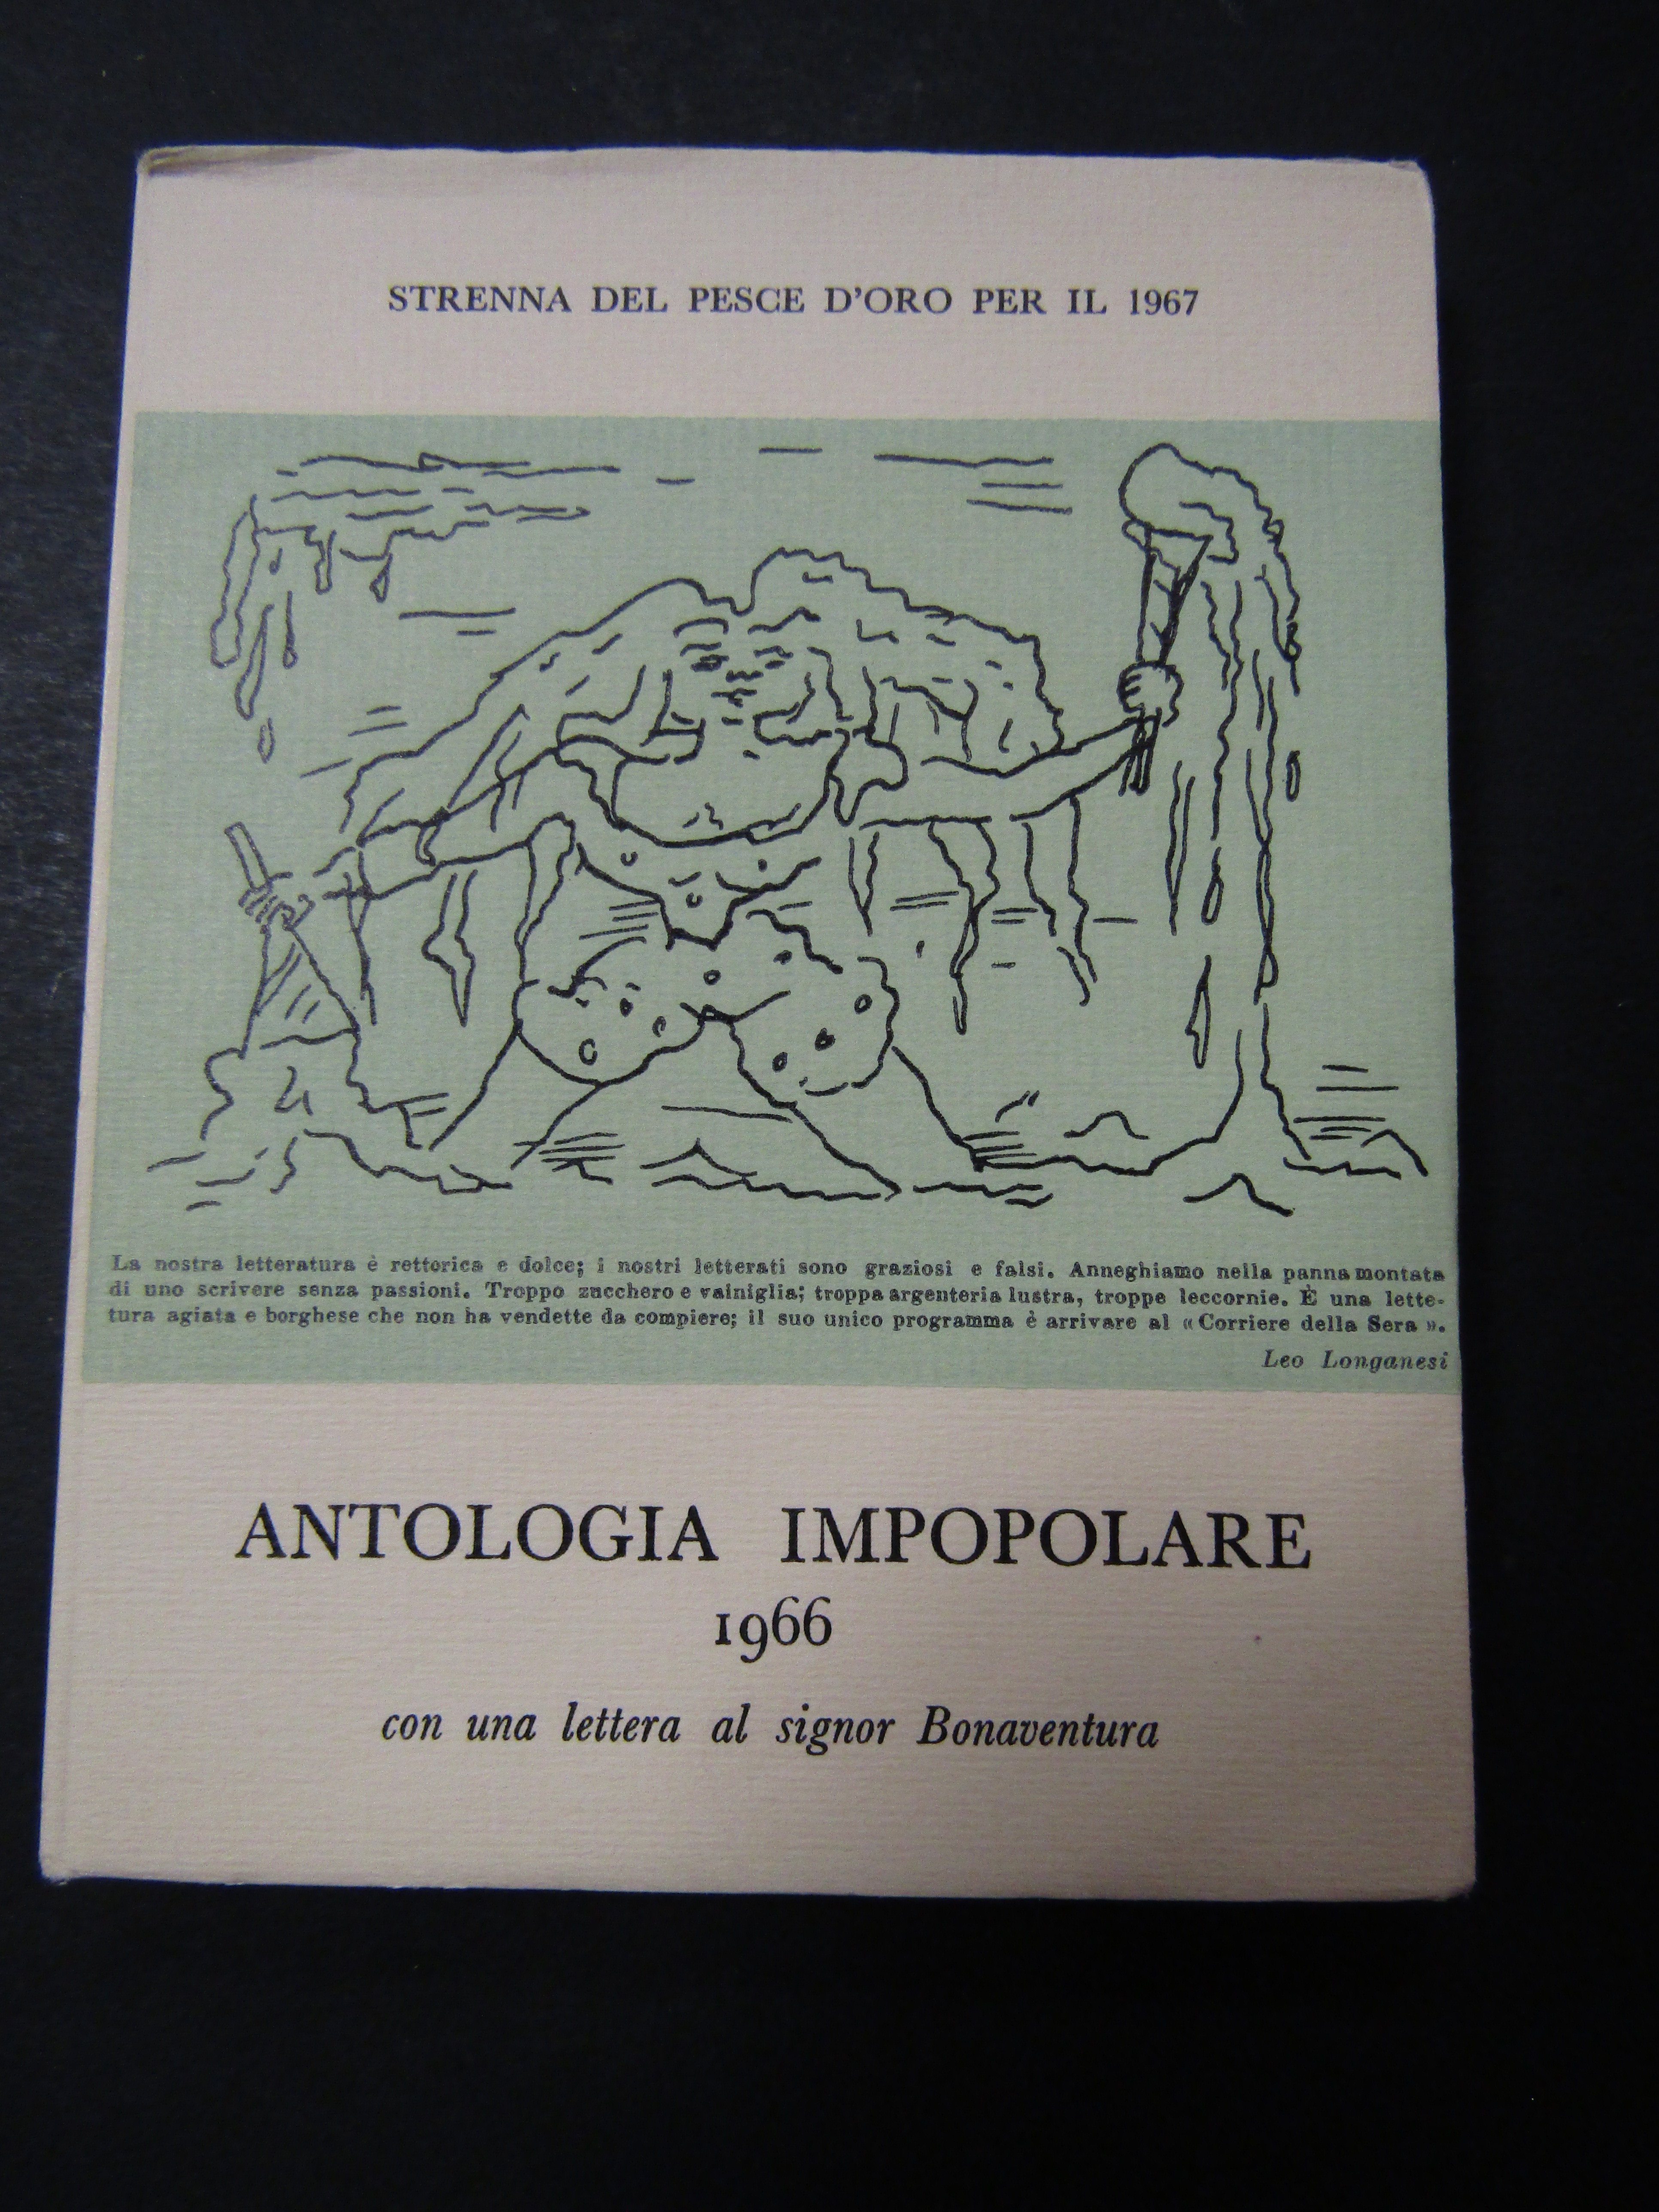 STRENNA DEL PESCE D'ORO PER IL 1967
La nostra letteratura è rettorica e dolce; i nostri letterati sono graziosi e falsi. Anneghiamo nella panna montata
di uno scrivere senza passioni. Troppo zucchero e vainiglia; troppa argenteria lustra, troppe leccornie. È una lette-
tura agiata e borghese che non ha vendette da compiere; il suo unico programma è arrivare al «Corriere della Sera».
Leo Longanesi
ANTOLOGIA IMPOPOLARE
1966
con una lettera al signor Bonaventura